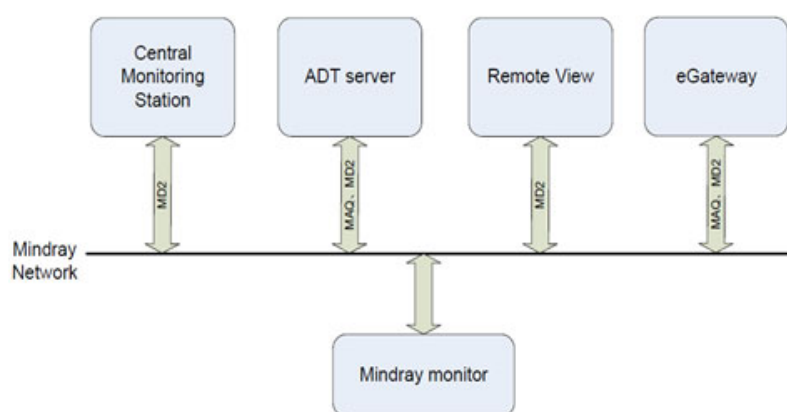 Central
Monitoring
Station
ADT server
Remote View
eGateway
MD2
MAQ、MD2
MD2
MAQ、MD2
Mindray
Network
Mindray monitor